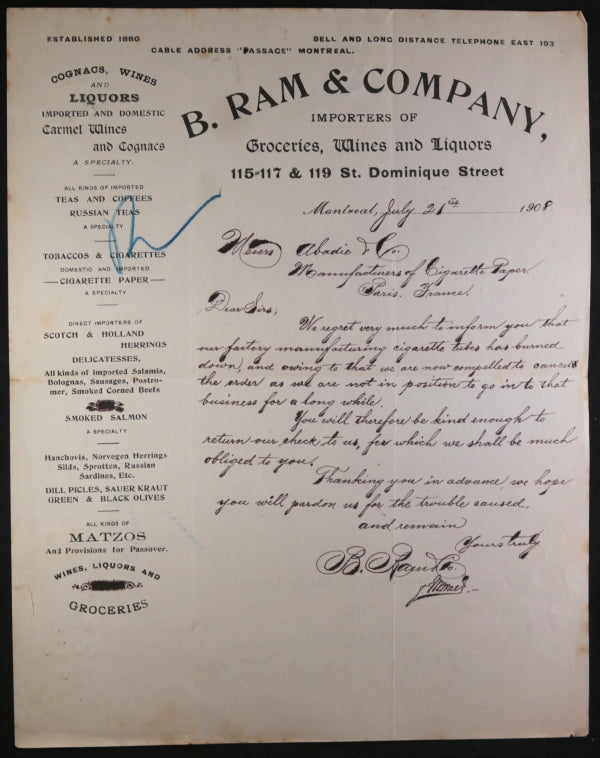 ESTABLISHED 1880
BELL AND LONG DISTANCE TELEPHONE EAST 193
CABLE ADDRESS "PASSAGE" MONTREAL.
B. RAM & COMPANY,
IMPORTERS OF
Groceries, Wines and Liquors
115-117 & 119 St. Dominique Street
COGNACS, WINES
AND
LIQUORS
IMPORTED AND DOMESTIC
Carmel Wines
and Cognacs
A SPECIALTY.
ALL KINDS OF IMPORTED
TEAS AND COFFEES
RUSSIAN TEAS
A SPECIALTY
TOBACCOS & CIGARETTES
DOMESTIC AND IMPORTED
CIGARETTE PAPER
A SPECIALTY
DIRECT IMPORTERS OF
SCOTCH & HOLLAND
HERRINGS
DELICATESSES,
All kinds of imported Salamis,
Bolognas, Sausages, Postro-
mer, Smoked Corned Beefs
SMOKED SALMON
A SPECIALTY
Hanchovis, Norvegen Herrings
Silds, Sprotten, Russian
Sardines, Etc.
DILL PICLES, SAUER KRAUT
GREEN & BLACK OLIVES
ALL KINDS OF
MATZOS
And Provisions for Passover.
WINES, LIQUORS AND
GROCERIES
Montreal, July 21st 1908.
Messrs Abadie & Co.
Manufacturers of Cigarette Paper
Paris. France.
Dear Sirs;
We regret very much to inform you that
our factory manufacturing cigarette tubes has burned
down, and owing to that we are now compelled to cancel
the order as we are not in position to go in to that
business for a long while.
You will therefore be kind enough to
return our check to us, for which we shall be much
obliged to you.
Thanking you in advance we hope
you will pardon us for the trouble caused,
and remain
Yours truly
B. Ram & Co.